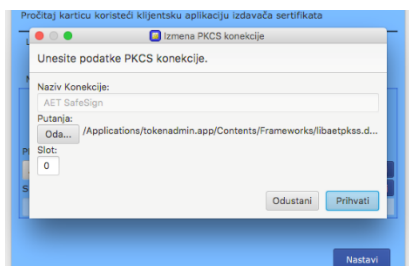 Pročitaj karticu koristeći klijentsku aplikaciju izdavača sertifikata
Izmena PKCS konekcije
Unesite podatke PKCS konekcije.
Naziv Konekcije:
AET SafeSign
Putanja:
Oda... /Applications/tokenadmin.app/Contents/Frameworks/libaetpkss.d...
Slot:
0
Odustani Prihvati
Nastavi